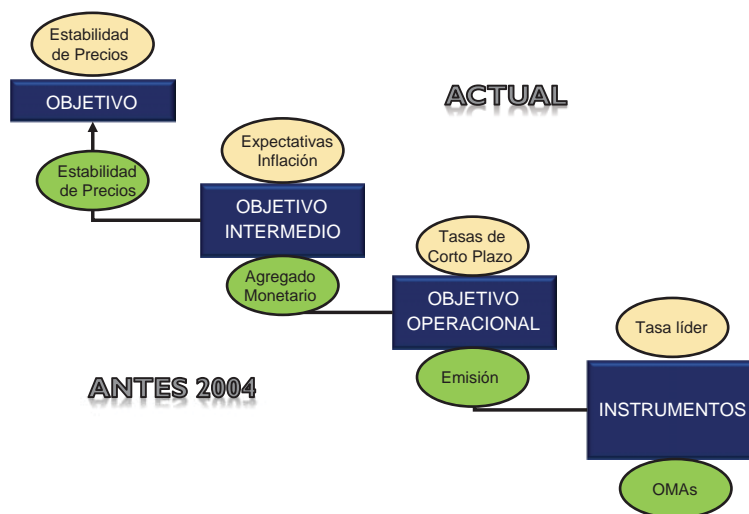 Estabilidad
de Precios
OBJETIVO
ACTUAL
Estabilidad
de Precios
Expectativas
Inflación
OBJETIVO
INTERMEDIO
Agregado
Monetario
Tasas de
Corto Plazo
OBJETIVO
OPERACIONAL
Emisión
Tasa líder
INSTRUMENTOS
OMAs
ANTES 2004